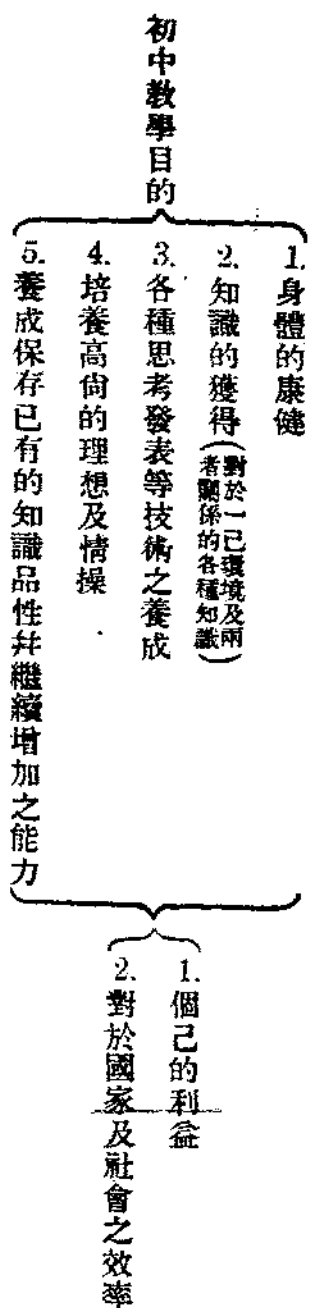 初中教學目的
1. 身體的康健
2. 知識的獲得(對於一己環境及兩者關係的各種知識)
3. 各種思考發表等技術之養成
4. 培養高尚的理想及情操
5. 養成保存已有的知識品性幷繼續增加之能力
1. 個己的利益
2. 對於國家及社會之效率